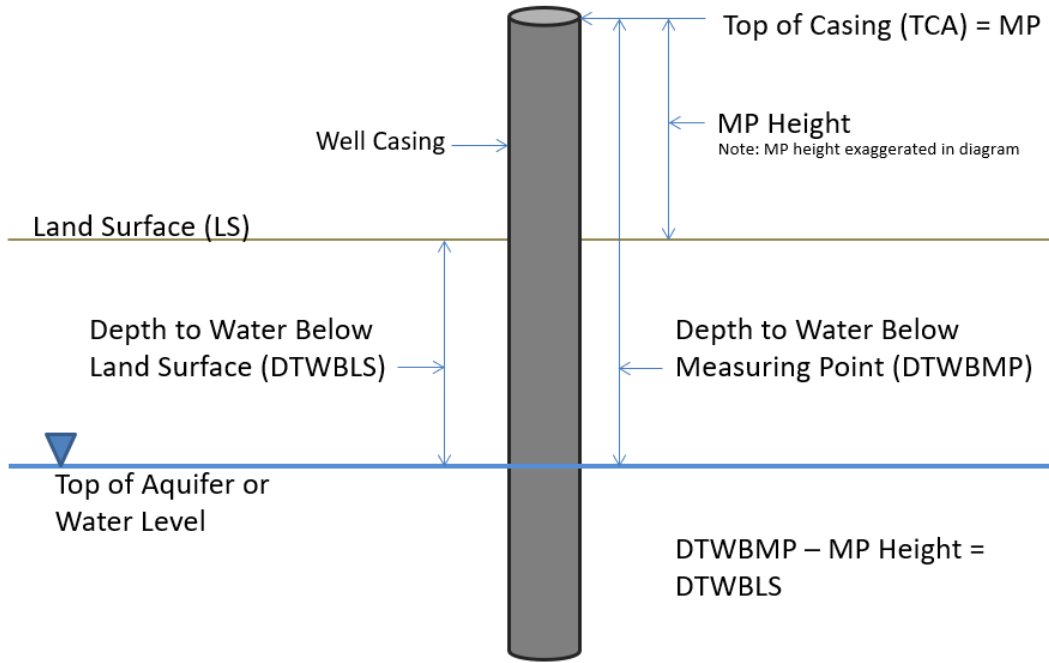 Top of Casing (TCA) = MP
MP Height
Note: MP height exaggerated in diagram
Well Casing
Land Surface (LS)
Depth to Water Below
Land Surface (DTWBLS)
Depth to Water Below
Measuring Point (DTWBMP)
Top of Aquifer or
Water Level
DTWBMP – MP Height =
DTWBLS